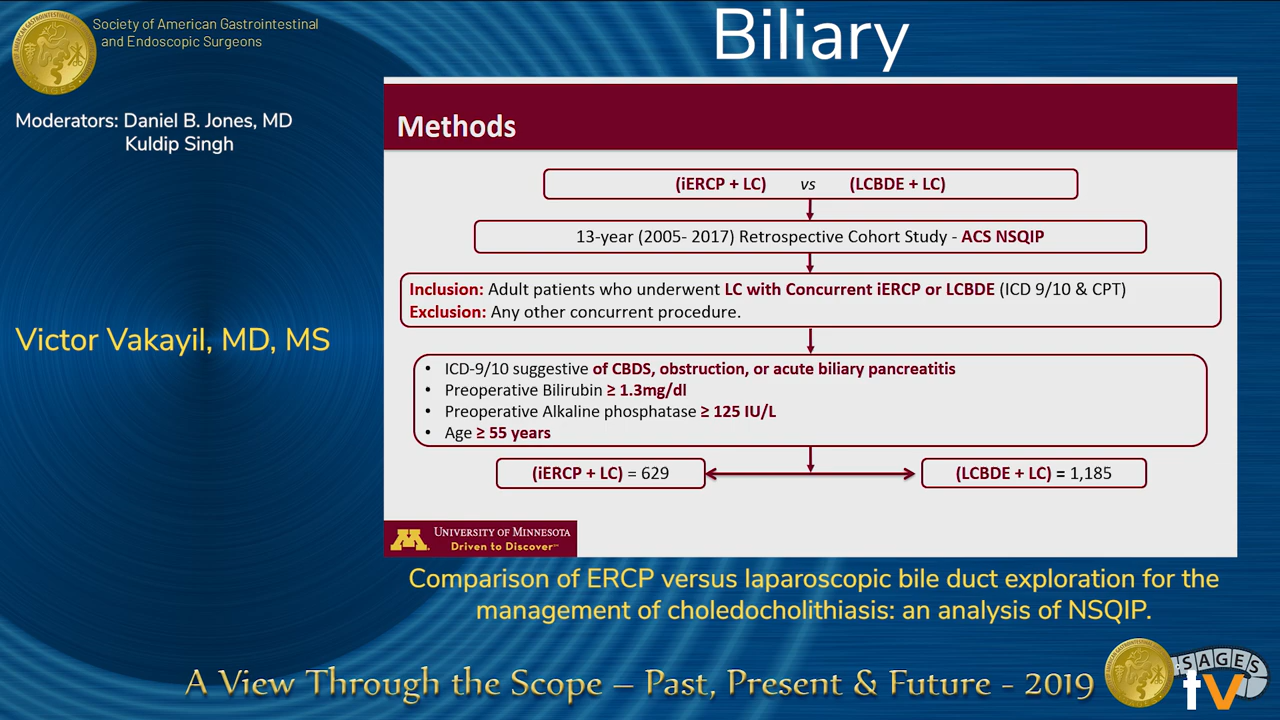 Society of American Gastrointestinal
and Endoscopic Surgeons
Biliary
Moderators: Daniel B. Jones, MD
Kuldip Singh
Victor Vakayil, MD, MS
Methods
(iERCP + LC) vs (LCBDE + LC)
13-year (2005- 2017) Retrospective Cohort Study - ACS NSQIP
Inclusion: Adult patients who underwent LC with Concurrent iERCP or LCBDE (ICD 9/10 & CPT)
Exclusion: Any other concurrent procedure.
• ICD-9/10 suggestive of CBDS, obstruction, or acute biliary pancreatitis
• Preoperative Bilirubin ≥ 1.3mg/dl
• Preoperative Alkaline phosphatase ≥ 125 IU/L
• Age ≥ 55 years
(iERCP + LC) = 629
(LCBDE + LC) = 1,185
UNIVERSITY OF MINNESOTA
Driven to Discover℠
Comparison of ERCP versus laparoscopic bile duct exploration for the
management of choledocholithiasis: an analysis of NSQIP.
A View Through the Scope – Past, Present & Future - 2019
SAGES
tv